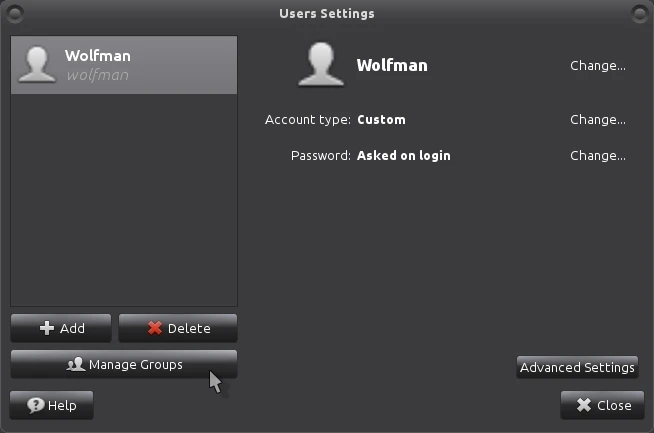 Users Settings
Wolfman
wolfman
Wolfman
Change...
Account type: Custom
Change...
Password: Asked on login
Change...
Add
Delete
Manage Groups
Advanced Settings
Help
Close